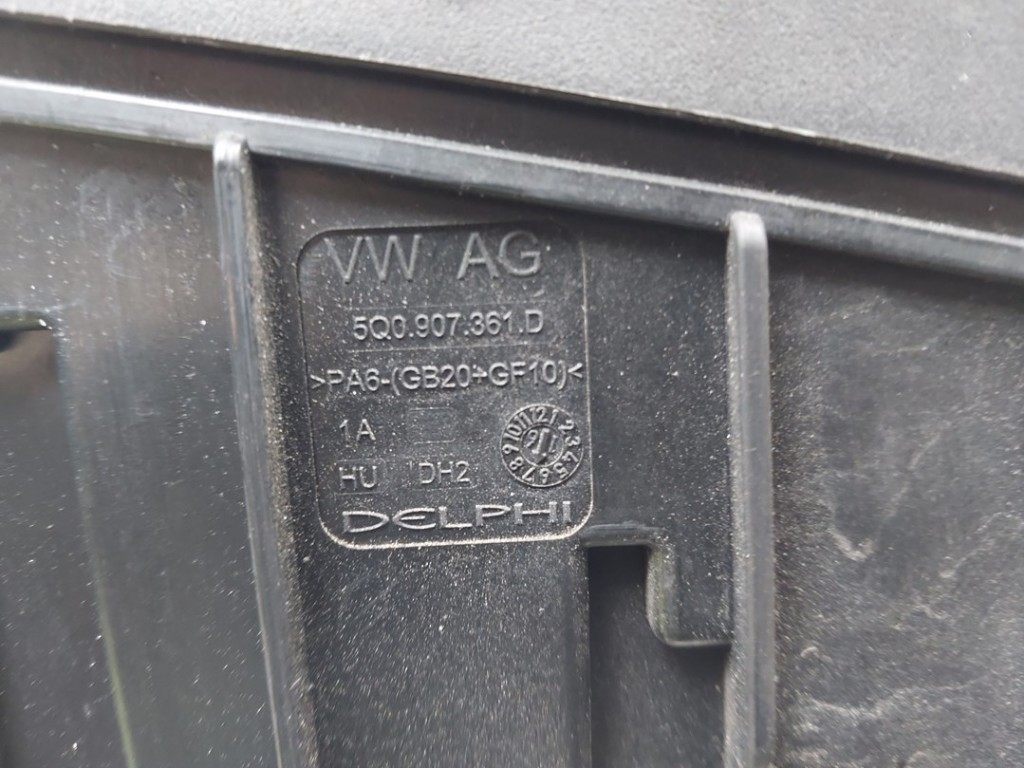 VW AG
5Q0.907.361.D
>PA6-(GB20+GF10)<
1A
HU DH2
DELPHI